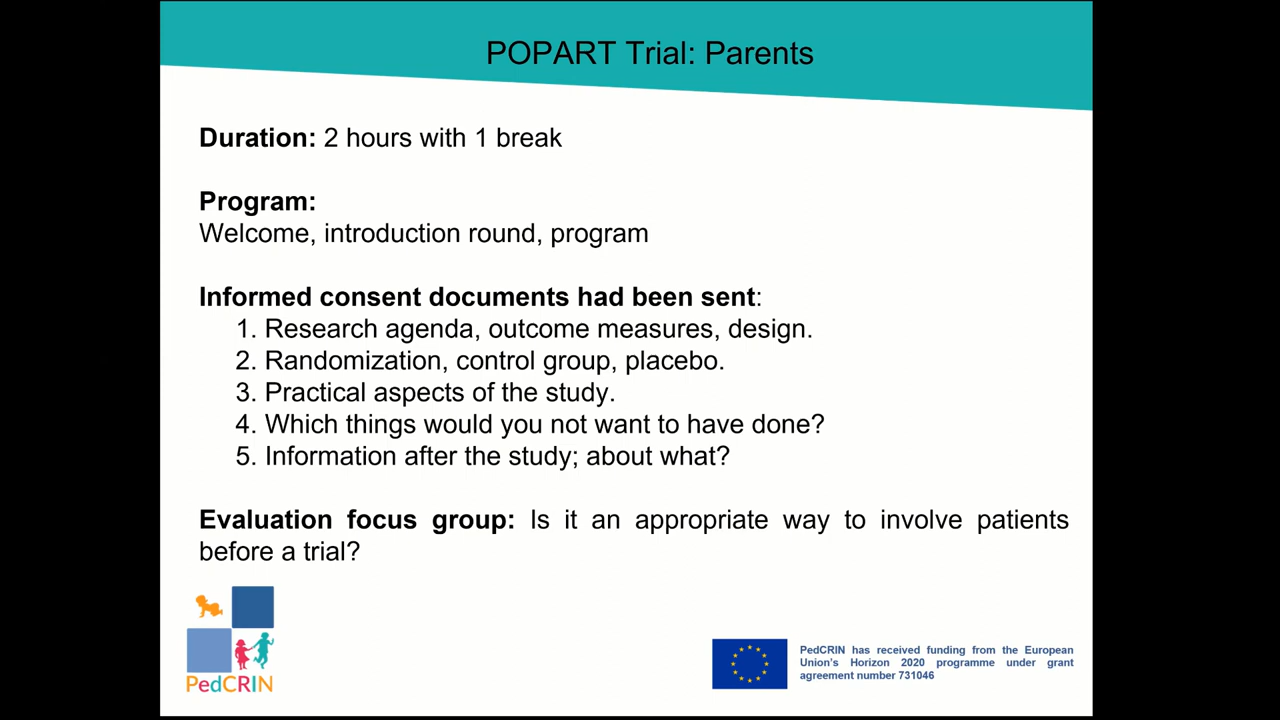 POPART Trial: Parents
Duration: 2 hours with 1 break
Program:
Welcome, introduction round, program
Informed consent documents had been sent:
1. Research agenda, outcome measures, design.
2. Randomization, control group, placebo.
3. Practical aspects of the study.
4. Which things would you not want to have done?
5. Information after the study; about what?
Evaluation focus group: Is it an appropriate way to involve patients
before a trial?
PedCRIN
PedCRIN has received funding from the European
Union's Horizon 2020 programme under grant
agreement number 731046